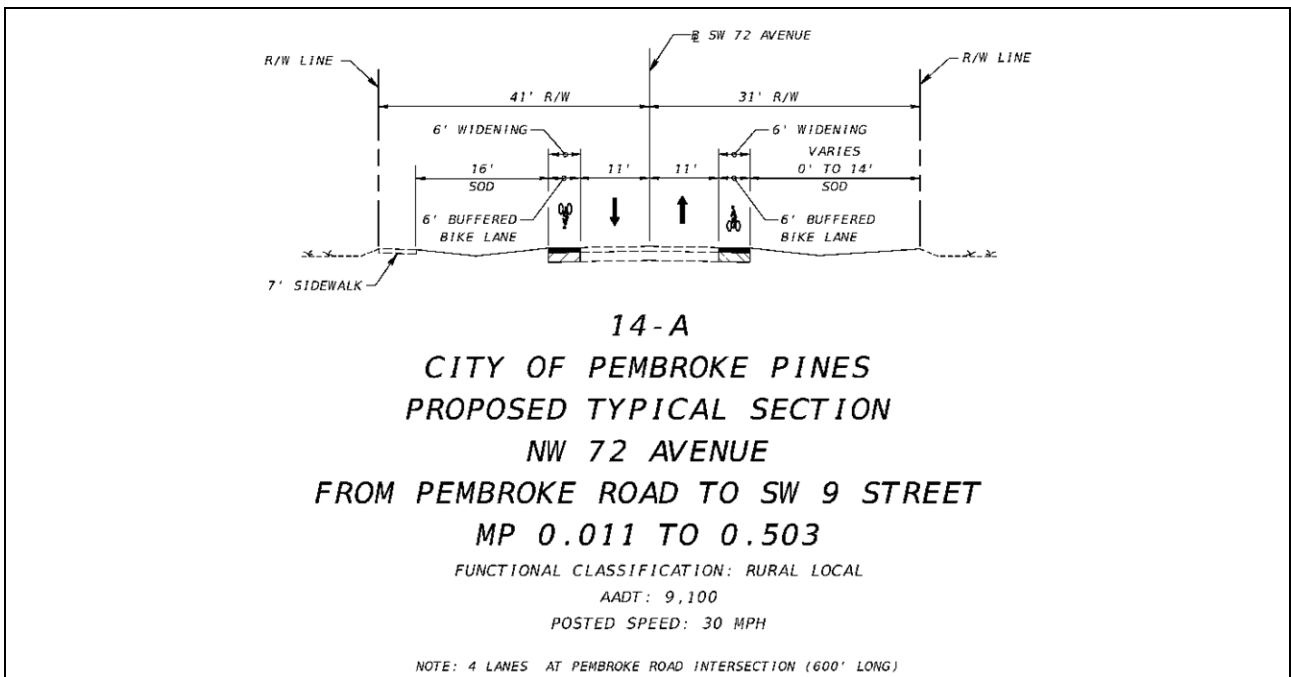 ℄ SW 72 AVENUE
R/W LINE
R/W LINE
41' R/W
31' R/W
6' WIDENING
6' WIDENING
VARIES
16'
11'
11'
0' TO 14'
SOD
SOD
6' BUFFERED
BIKE LANE
6' BUFFERED
BIKE LANE
7' SIDEWALK
14-A
CITY OF PEMBROKE PINES
PROPOSED TYPICAL SECTION
NW 72 AVENUE
FROM PEMBROKE ROAD TO SW 9 STREET
MP 0.011 TO 0.503
FUNCTIONAL CLASSIFICATION: RURAL LOCAL
AADT: 9,100
POSTED SPEED: 30 MPH
NOTE: 4 LANES AT PEMBROKE ROAD INTERSECTION (600' LONG)